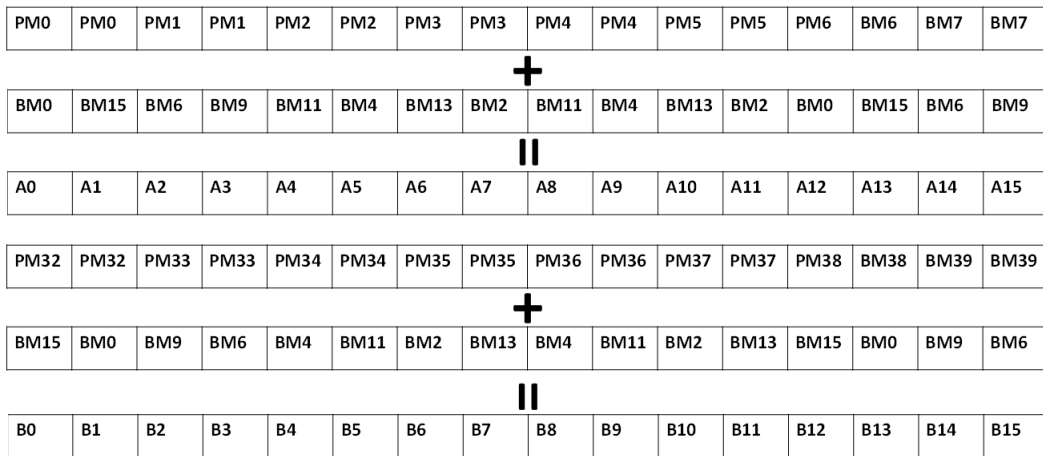 PM0 PM0 PM1 PM1 PM2 PM2 PM3 PM3 PM4 PM4 PM5 PM5 PM6 BM6 BM7 BM7
+
BM0 BM15 BM6 BM9 BM11 BM4 BM13 BM2 BM11 BM4 BM13 BM2 BM0 BM15 BM6 BM9
=
A0 A1 A2 A3 A4 A5 A6 A7 A8 A9 A10 A11 A12 A13 A14 A15
PM32 PM32 PM33 PM33 PM34 PM34 PM35 PM35 PM36 PM36 PM37 PM37 PM38 BM38 BM39 BM39
+
BM15 BM0 BM9 BM6 BM4 BM11 BM2 BM13 BM4 BM11 BM2 BM13 BM15 BM0 BM9 BM6
=
B0 B1 B2 B3 B4 B5 B6 B7 B8 B9 B10 B11 B12 B13 B14 B15